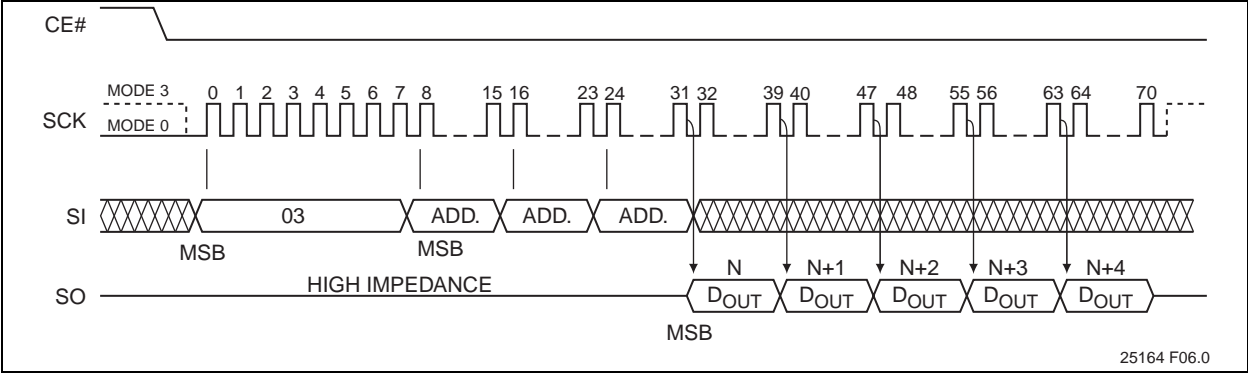 CE#
MODE 3 0 1 2 3 4 5 6 7 8 15 16 23 24 31 32 39 40 47 48 55 56 63 64 70
SCK MODE 0
SI 03 ADD. ADD. ADD.
MSB MSB
HIGH IMPEDANCE N N+1 N+2 N+3 N+4
SO DOUT DOUT DOUT DOUT DOUT
MSB
25164 F06.0